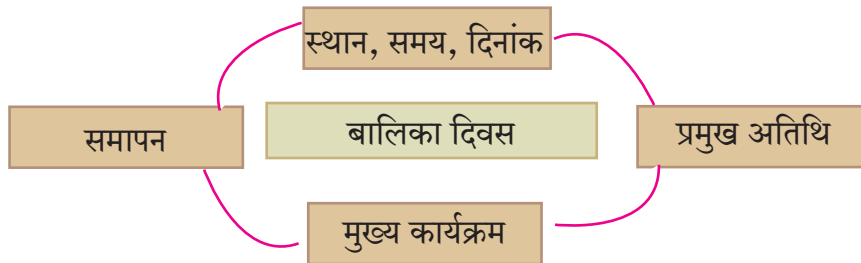 स्थान, समय, दिनांक
समापन
बालिका दिवस
प्रमुख अतिथि
मुख्य कार्यक्रम